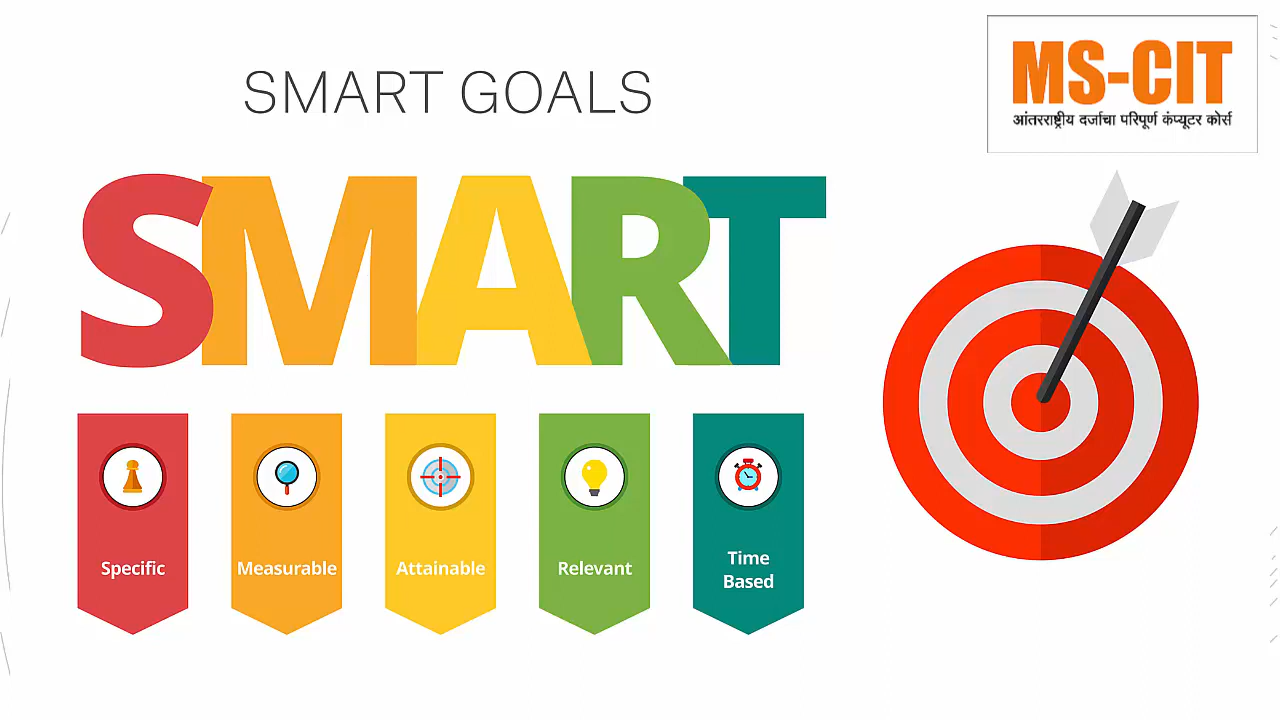 SMART GOALS
MS-CIT
आंतरराष्ट्रीय दर्जाचा परिपूर्ण कंप्यूटर कोर्स
SMART
Specific
Measurable
Attainable
Relevant
Time
Based